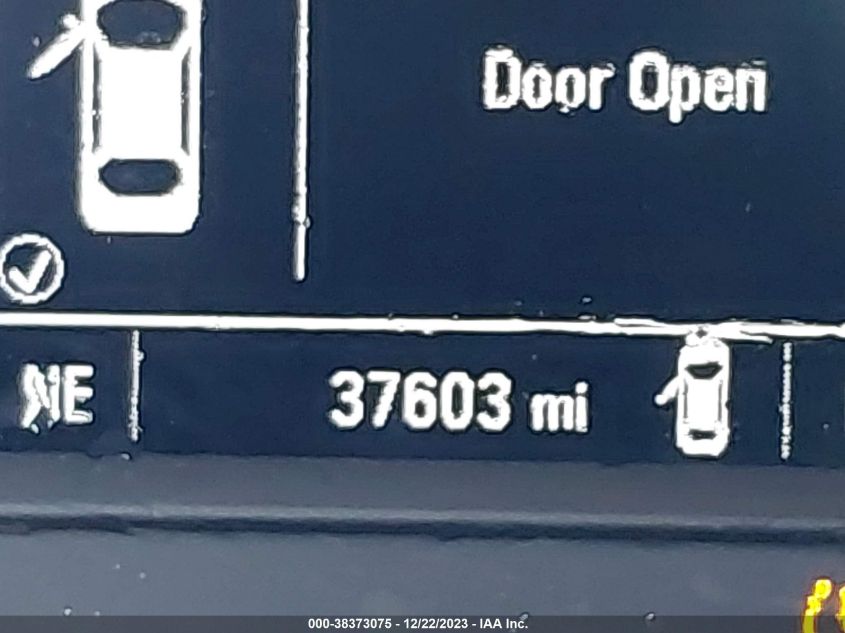 Door Open
NE
37603 mi
000-38373075 - 12/22/2023 - IAA Inc.